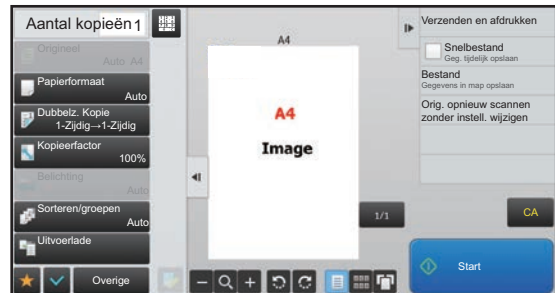 Aantal kopieën 1
Origineel
Auto A4
Papierformaat
Auto
Dubbelz. Kopie
1-Zijdig→1-Zijdig
Kopieerfactor
100%
Belichting
Auto
Sorteren/groepen
Auto
Uitvoerlade
Overige
A4
A4
Image
1/1
Verzenden en afdrukken
Snelbestand
Geg. tijdelijk opslaan
Bestand
Gegevens in map opslaan
Orig. opnieuw scannen
zonder instell. wijzigen
CA
Start